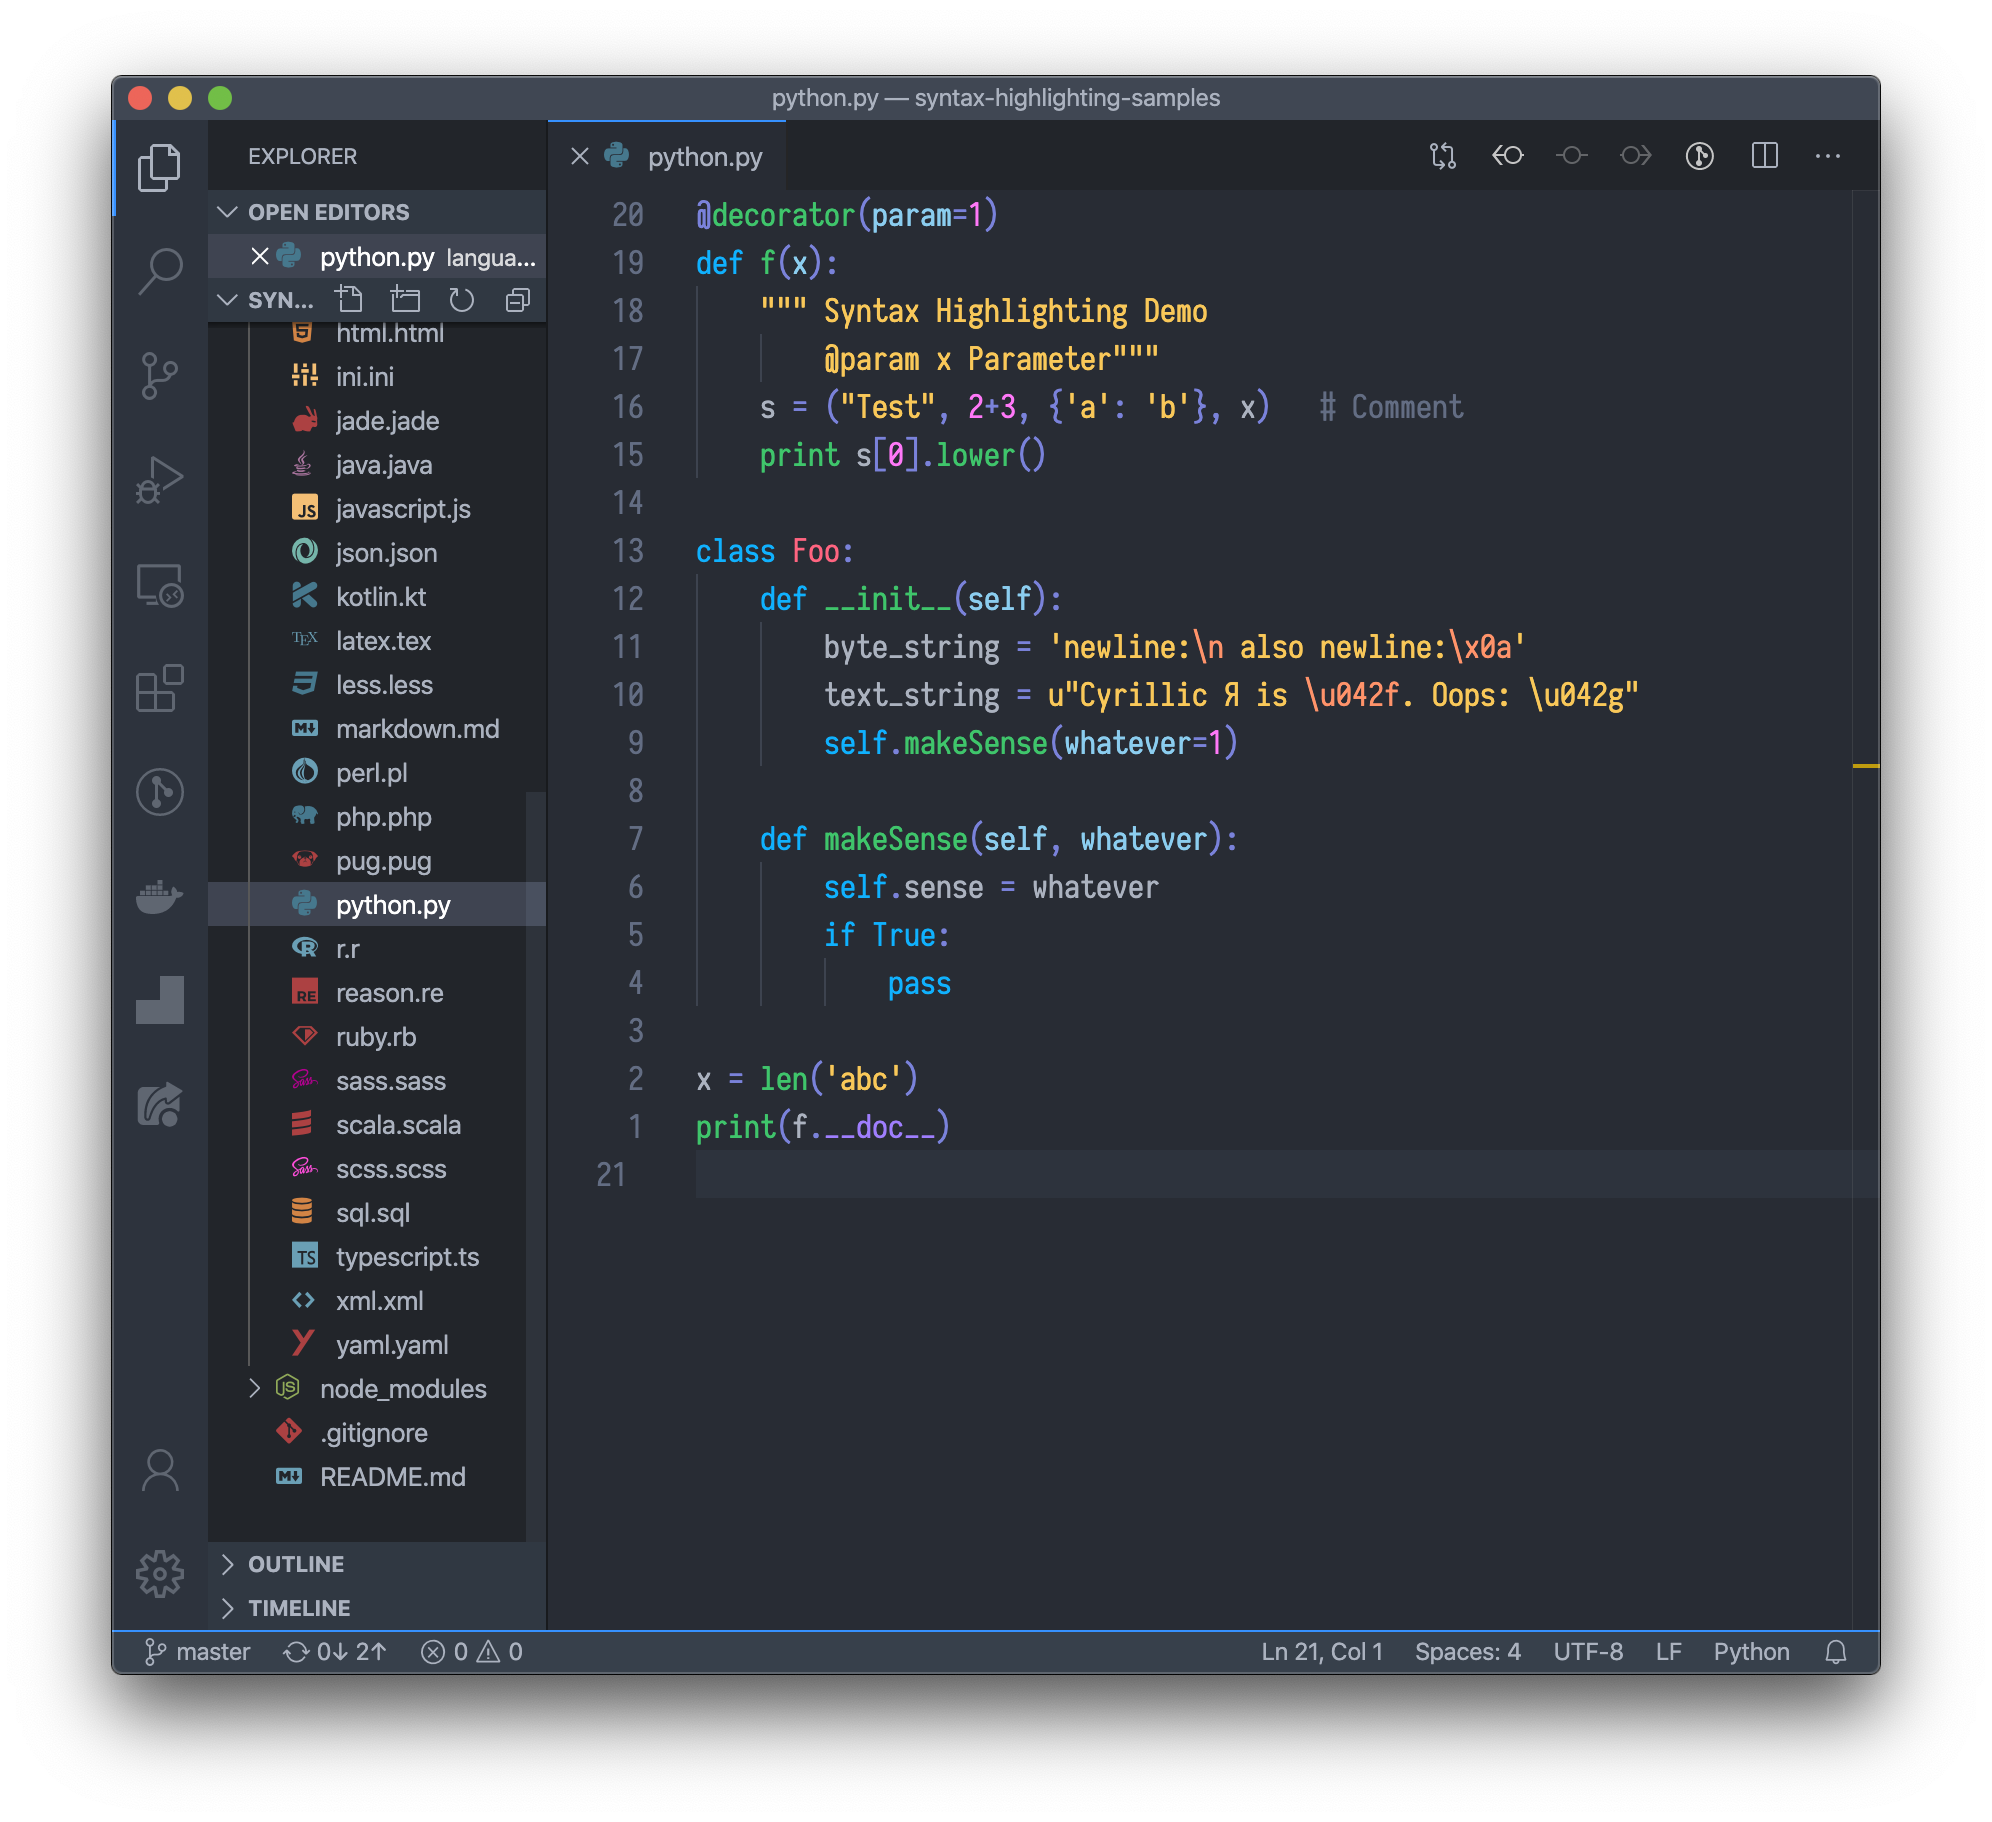 python.py — syntax-highlighting-samples
EXPLORER
OPEN EDITORS
python.py langua...
SYN...
html.html
ini.ini
jade.jade
java.java
JS javascript.js
json.json
kotlin.kt
TEX latex.tex
less.less
M markdown.md
perl.pl
php.php
pug.pug
python.py
R r.r
RE reason.re
ruby.rb
Sass sass.sass
scala.scala
Sass scss.scss
sql.sql
TS typescript.ts
xml.xml
Y yaml.yaml
JS node_modules
.gitignore
M README.md
OUTLINE
TIMELINE
python.py
20 @decorator(param=1)
19 def f(x):
18     """ Syntax Highlighting Demo
17         @param x Parameter"""
16     s = ("Test", 2+3, {'a': 'b'}, x)   # Comment
15     print s[0].lower()
14
13 class Foo:
12     def __init__(self):
11         byte_string = 'newline:\n also newline:\x0a'
10         text_string = u"Cyrillic Я is \u042f. Oops: \u042g"
9         self.makeSense(whatever=1)
8
7     def makeSense(self, whatever):
6         self.sense = whatever
5         if True:
4             pass
3
2 x = len('abc')
1 print(f.__doc__)
21
master 0↓ 2↑ 0 0 Ln 21, Col 1 Spaces: 4 UTF-8 LF Python